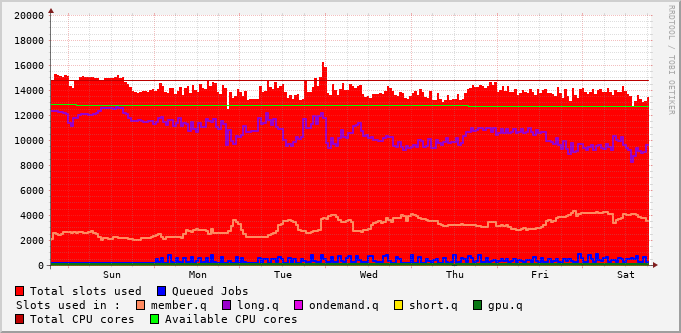 20000
18000
16000
14000
12000
10000
8000
6000
4000
2000
0
Sun Mon Tue Wed Thu Fri Sat
RRDTOOL / TOBI OETIKER
Total slots used Queued Jobs
Slots used in : member.q long.q ondemand.q short.q gpu.q
Total CPU cores Available CPU cores